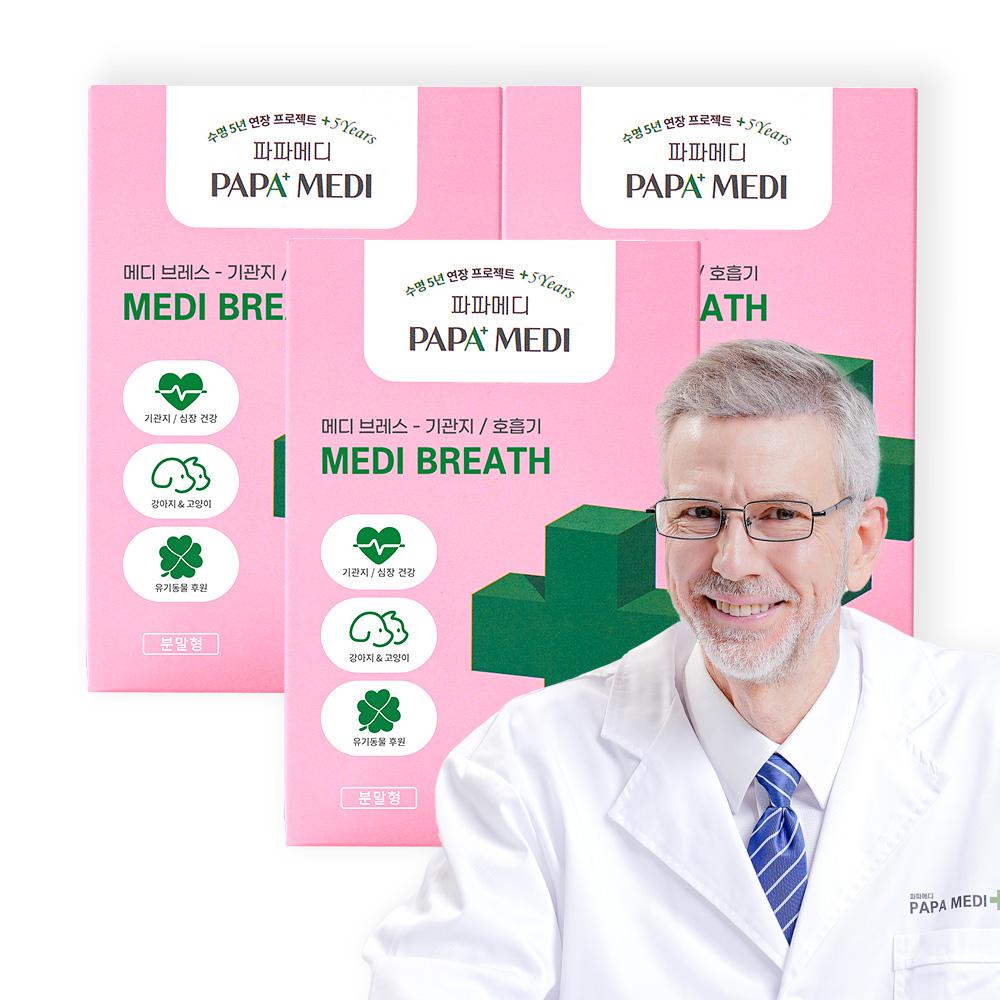 수명 5년 연장 프로젝트 +5Years
파파메디
PAPA+ MEDI
메디 브레스 - 기관지 /
MEDI BRE
기관지 / 심장 건강
강아지 & 고양이
유기동물 후원
분말형
수명 5년 연장 프로젝트 +5Years
파파메디
PAPA+ MEDI
/ 호흡기
ATH
수명 5년 연장 프로젝트 +5Years
파파메디
PAPA+ MEDI
메디 브레스 - 기관지 / 호흡기
MEDI BREATH
기관지 / 심장 건강
강아지 & 고양이
유기동물 후원
분말형
파파메디
PAPA MEDI+